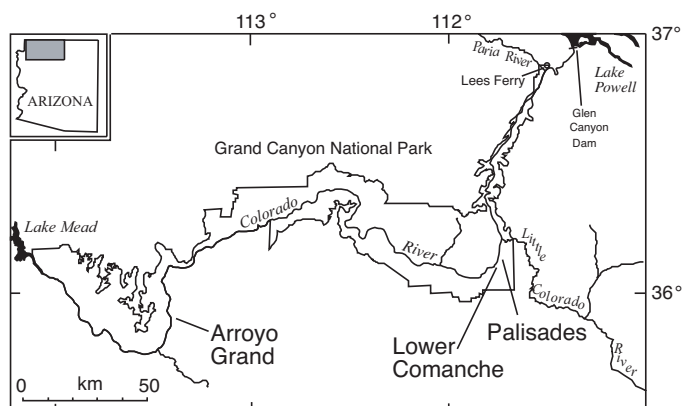 113°
112°
37°
Paria River
Lees Ferry
Lake
Powell
Glen
Canyon
Dam
ARIZONA
Grand Canyon National Park
Lake Mead
Colorado
River
Little
Colorado
River
36°
Arroyo
Grand
Lower
Comanche
Palisades
0 km 50